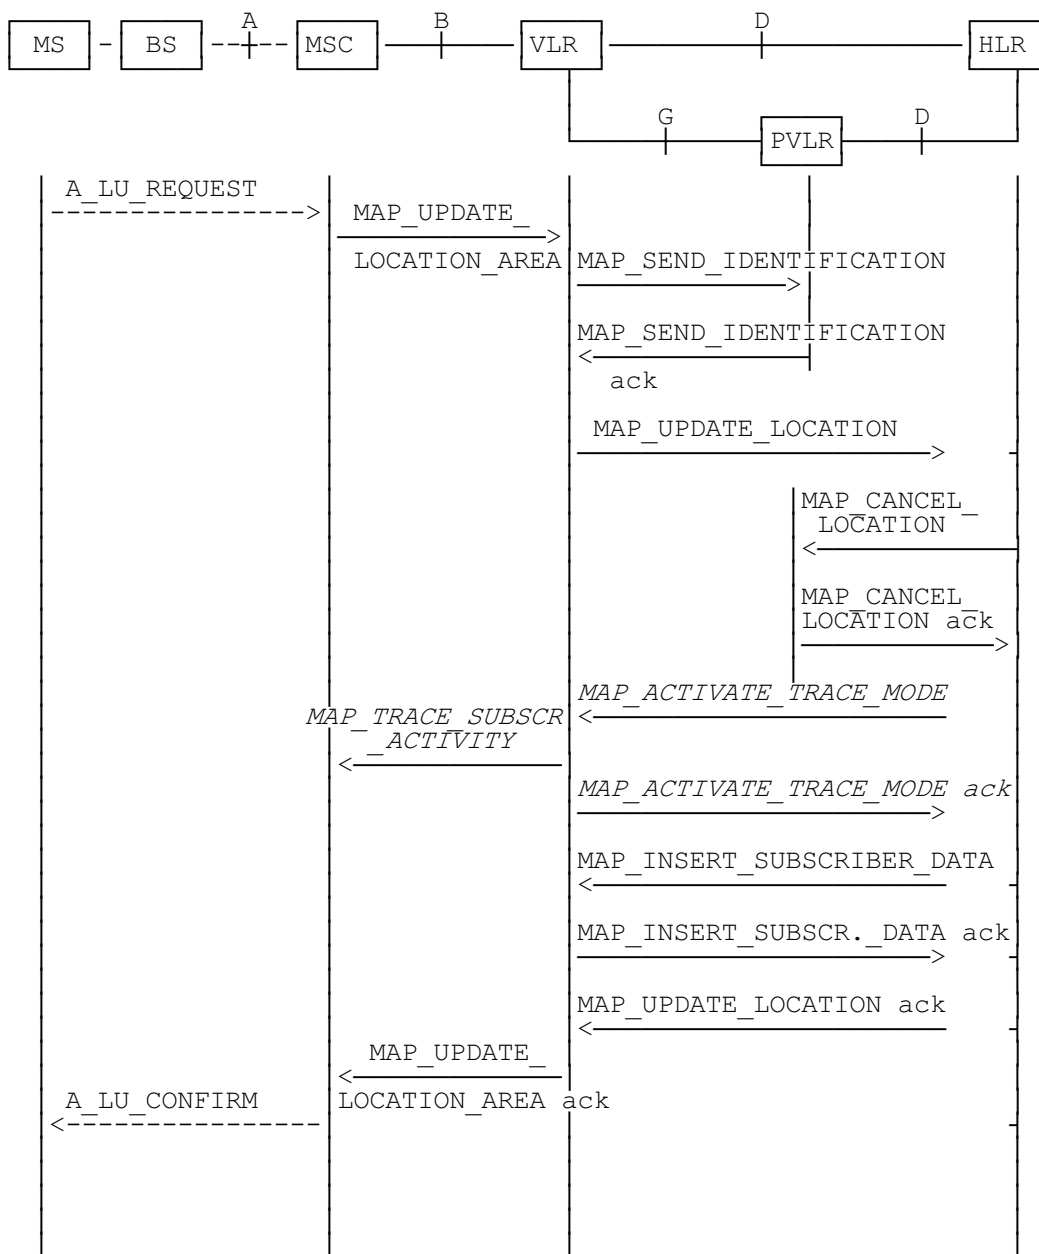 A B D
MS BS MSC VLR HLR
G D
PVLR
A_LU_REQUEST
MAP_UPDATE_
LOCATION_AREA MAP_SEND_IDENTIFICATION
MAP_SEND_IDENTIFICATION
ack
MAP_UPDATE_LOCATION
MAP_CANCEL_
LOCATION
MAP_CANCEL_
LOCATION ack
MAP_ACTIVATE_TRACE_MODE
MAP_TRACE_SUBSCR
_ACTIVITY
MAP_ACTIVATE_TRACE_MODE ack
MAP_INSERT_SUBSCRIBER_DATA
MAP_INSERT_SUBSCR._DATA ack
MAP_UPDATE_LOCATION ack
MAP_UPDATE_
A_LU_CONFIRM LOCATION_AREA ack